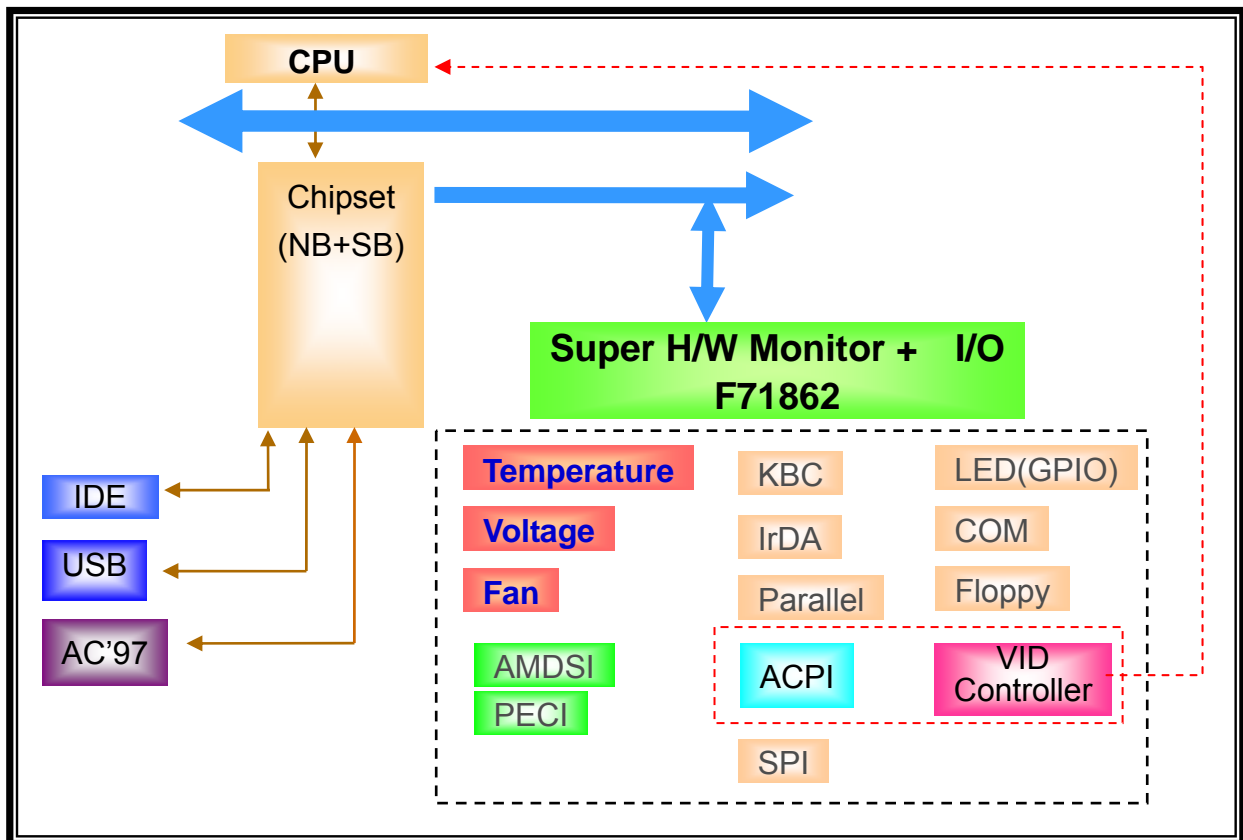 CPU
Chipset
(NB+SB)
Super H/W Monitor + I/O
F71862
IDE
USB
AC’97
Temperature
Voltage
Fan
AMDSI
PECI
KBC
IrDA
Parallel
ACPI
SPI
LED(GPIO)
COM
Floppy
VID
Controller